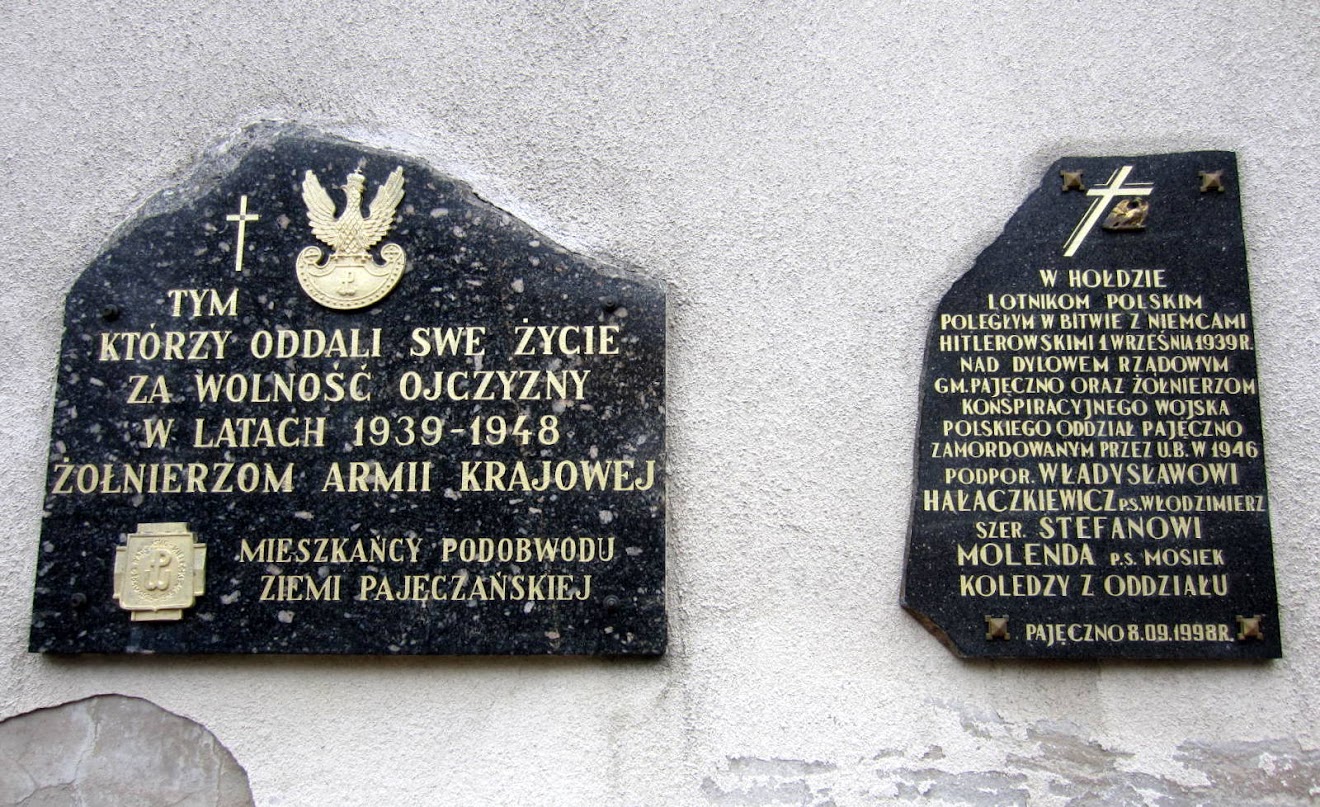 TYM
KTÓRZY ODDALI SWE ŻYCIE
ZA WOLNOŚĆ OJCZYZNY
W LATACH 1939-1948
ŻOŁNIERZOM ARMII KRAJOWEJ
MIESZKAŃCY PODOBWODU
ZIEMI PAJĘCZAŃSKIEJ
W HOŁDZIE
LOTNIKOM POLSKIM
POLEGŁYM W BITWIE Z NIEMCAMI
HITLEROWSKIMI 1 WRZEŚNIA 1939R.
NAD DYLOWEM RZĄDOWYM
GM. PAJĘCZNO ORAZ ŻOŁNIERZOM
KONSPIRACYJNEGO WOJSKA
POLSKIEGO ODDZIAŁ PAJĘCZNO
ZAMORDOWANYM PRZEZ U.B. W 1946
PODPOR. WŁADYSŁAWOWI
HAŁACZKIEWICZ P.S. WŁODZIMIERZ
SZER. STEFANOWI
MOLENDA P.S. MOSIEK
KOLEDZY Z ODDZIAŁU
PAJĘCZNO 8.09.1998R.